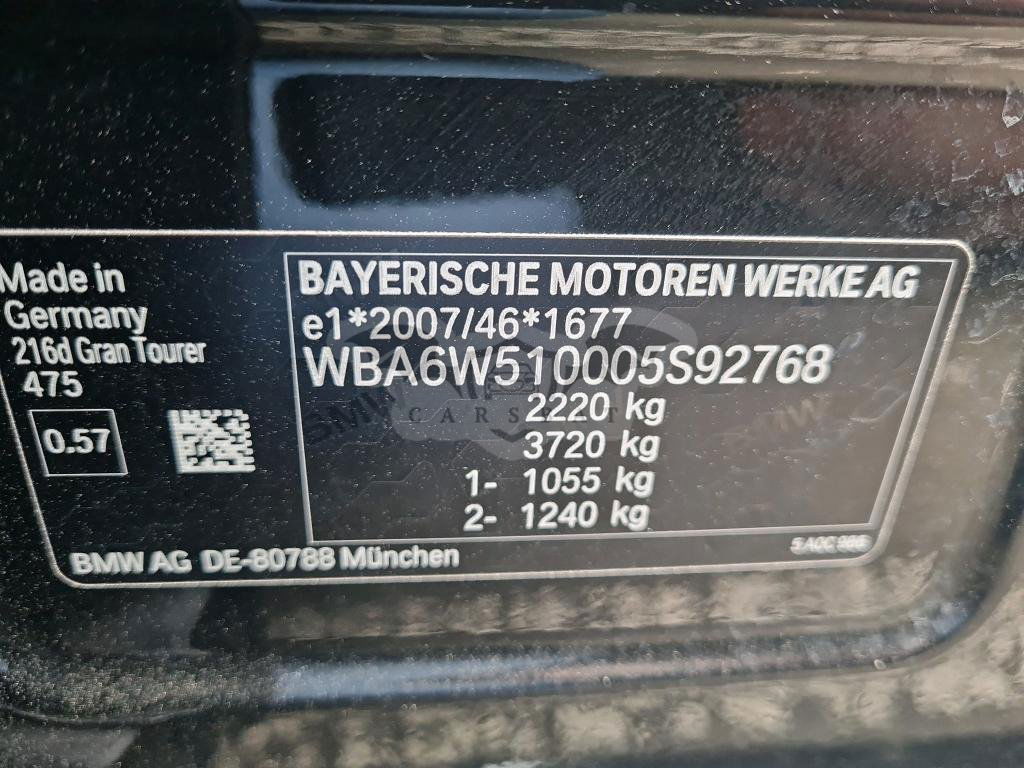 Made in
Germany
216d Gran Tourer
475
0.57
BAYERISCHE MOTOREN WERKE AG
e1*2007/46*1677
WBA6W510005S92768
2220 kg
3720 kg
1- 1055 kg
2- 1240 kg
BMW AG DE-80788 München